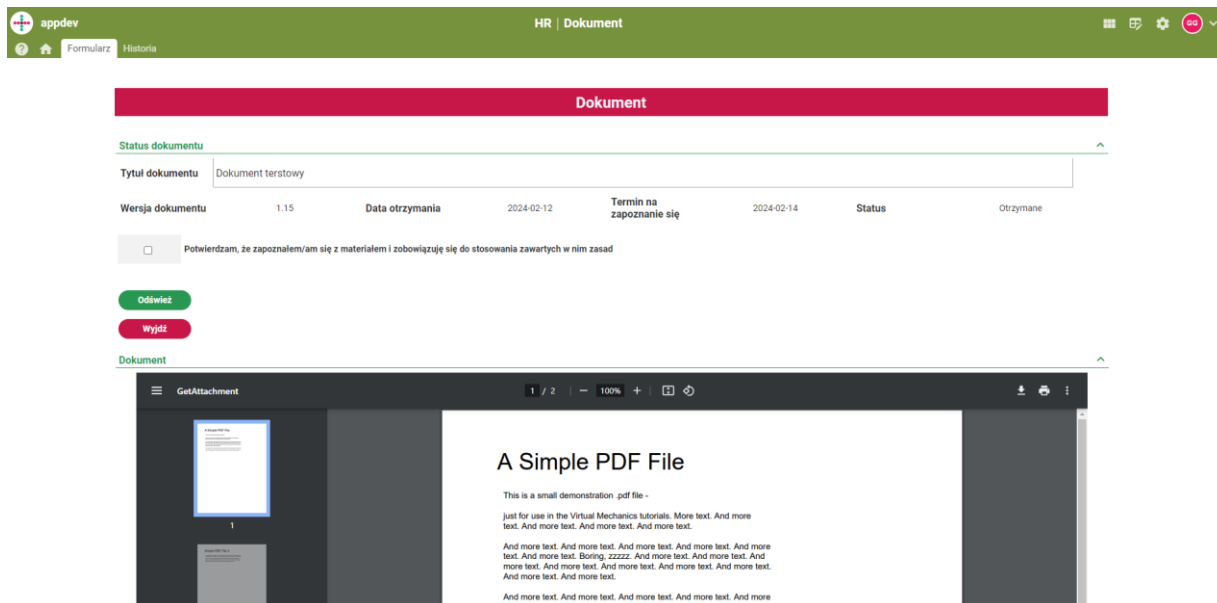 appdev
HR | Dokument
GG
Formularz
Historia
Dokument
Status dokumentu
Tytuł dokumentu
Dokument terstowy
Wersja dokumentu
1.15
Data otrzymania
2024-02-12
Termin na
zapoznanie się
2024-02-14
Status
Otrzymane
Potwierdzam, że zapoznałem/am się z materiałem i zobowiązuję się do stosowania zawartych w nim zasad
Odśwież
Wyjdź
Dokument
GetAttachment
1 / 2
100%
A Simple PDF File
1
A Simple PDF File
This is a small demonstration .pdf file -
just for use in the Virtual Mechanics tutorials. More text. And more
text. And more text. And more text. And more text.
And more text. And more text. And more text. And more text. And more
text. And more text. Boring, zzzzz. And more text. And more text. And
more text. And more text. And more text. And more text. And more text.
And more text. And more text.
And more text. And more text. And more text. And more text. And more